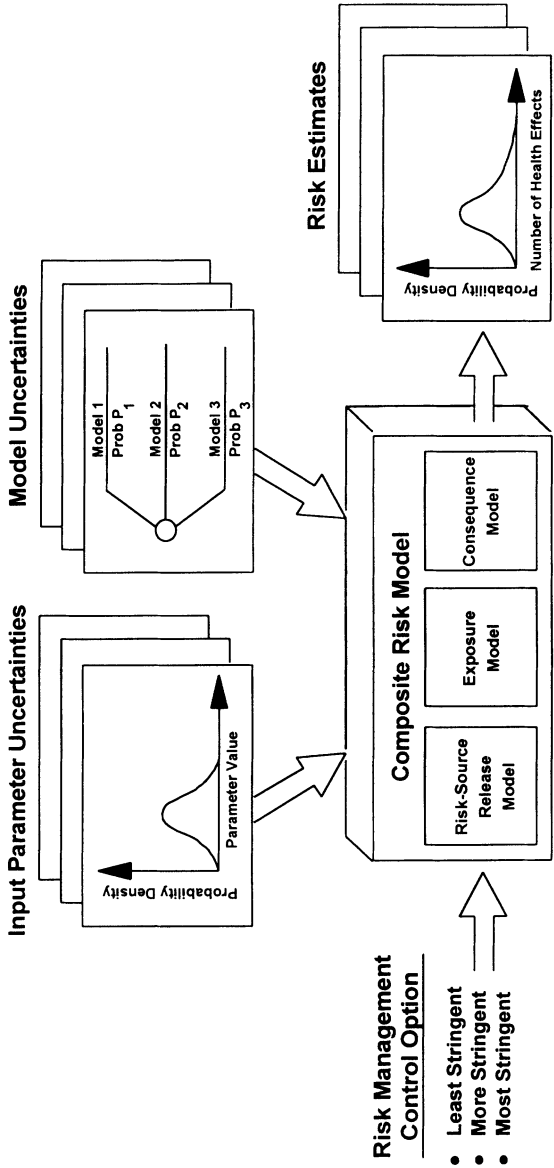 Input Parameter Uncertainties
Probability Density
Parameter Value
Model Uncertainties
Model 1
Prob P1
Model 2
Prob P2
Model 3
Prob P3
Risk Management
Control Option
• Least Stringent
• More Stringent
• Most Stringent
Composite Risk Model
Risk-Source
Release
Model
Exposure
Model
Consequence
Model
Risk Estimates
Probability Density
Number of Health Effects